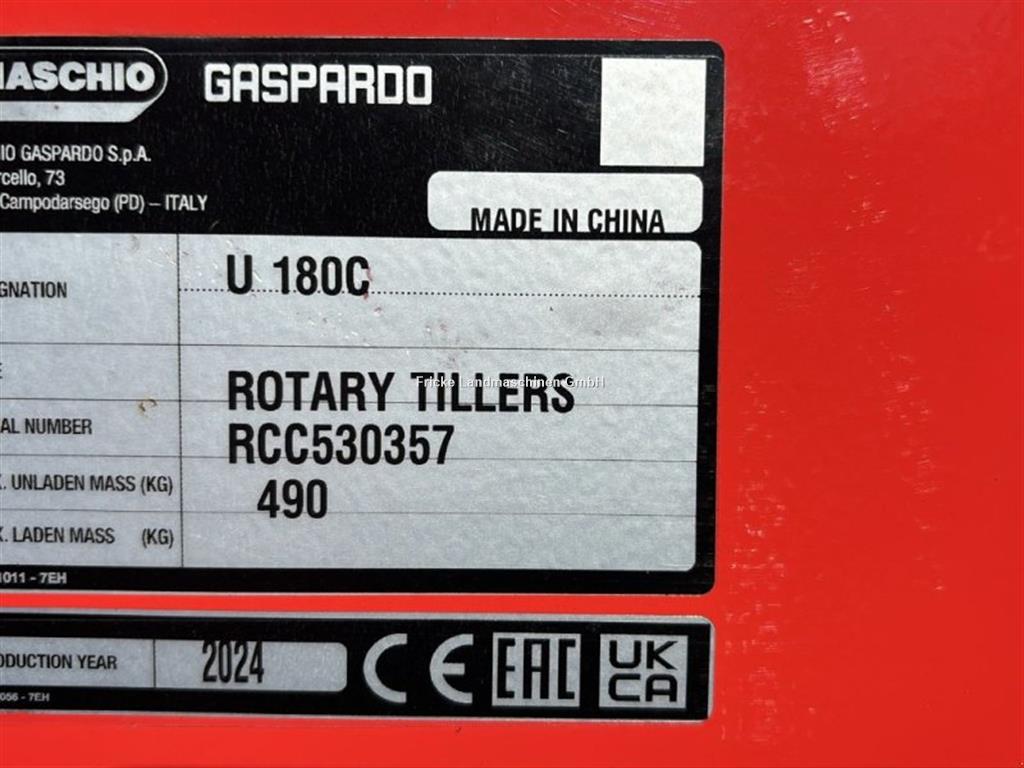 MASCHIO GASPARDO
IO GASPARDO S.p.A.
rcello, 73
Campodarsego (PD) – ITALY
MADE IN CHINA
GNATION U 180C
E ROTARY TILLERS
Fricke Landmaschinen GmbH
AL NUMBER RCC530357
X. UNLADEN MASS (KG) 490
X. LADEN MASS (KG)
1011 - 7EH
ODUCTION YEAR 2024 CE EAC UK CA
056 - 7EH